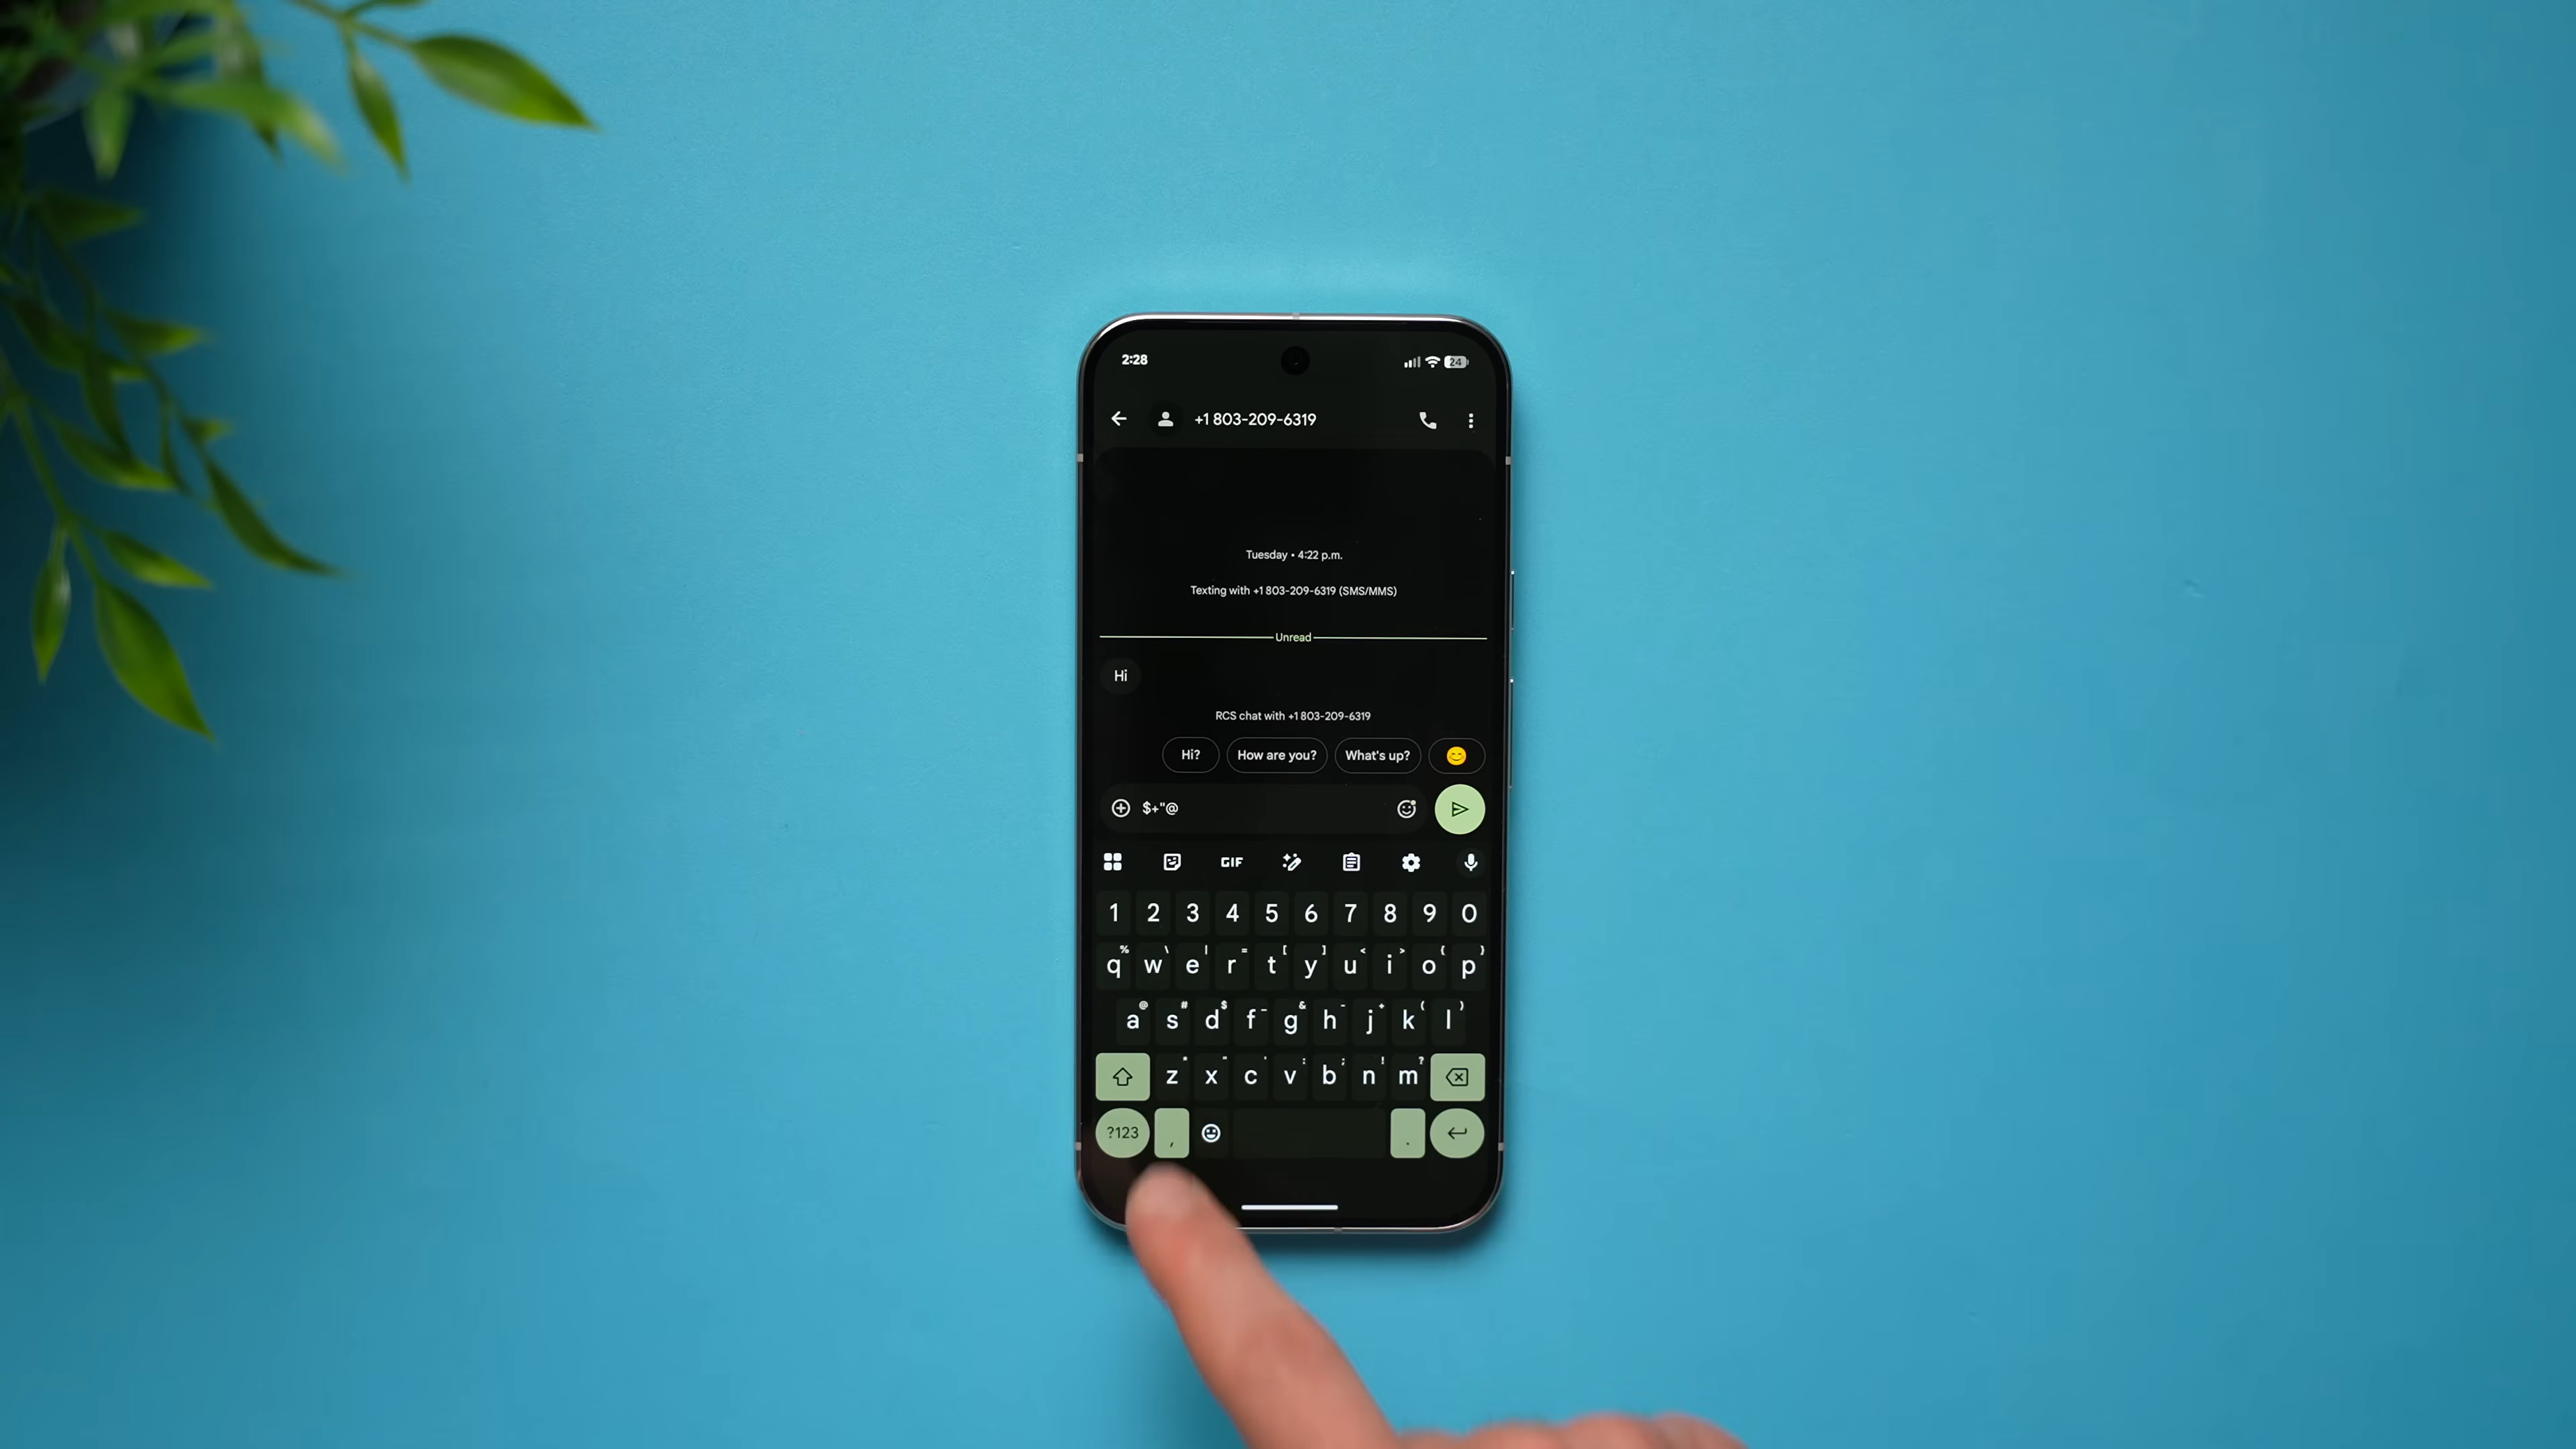 2:28 24
+1 803-209-6319
Tuesday • 4:22 p.m.
Texting with +1 803-209-6319 (SMS/MMS)
Unread
Hi
RCS chat with +1 803-209-6319
Hi? How are you? What's up?
$+"@
GIF
1 2 3 4 5 6 7 8 9 0
% \ | = [ ] < > { }
q w e r t y u i o p
@ # $ _ & - + ( )
a s d f g h j k l
* " ' : ; ! ?
z x c v b n m
?123 , .